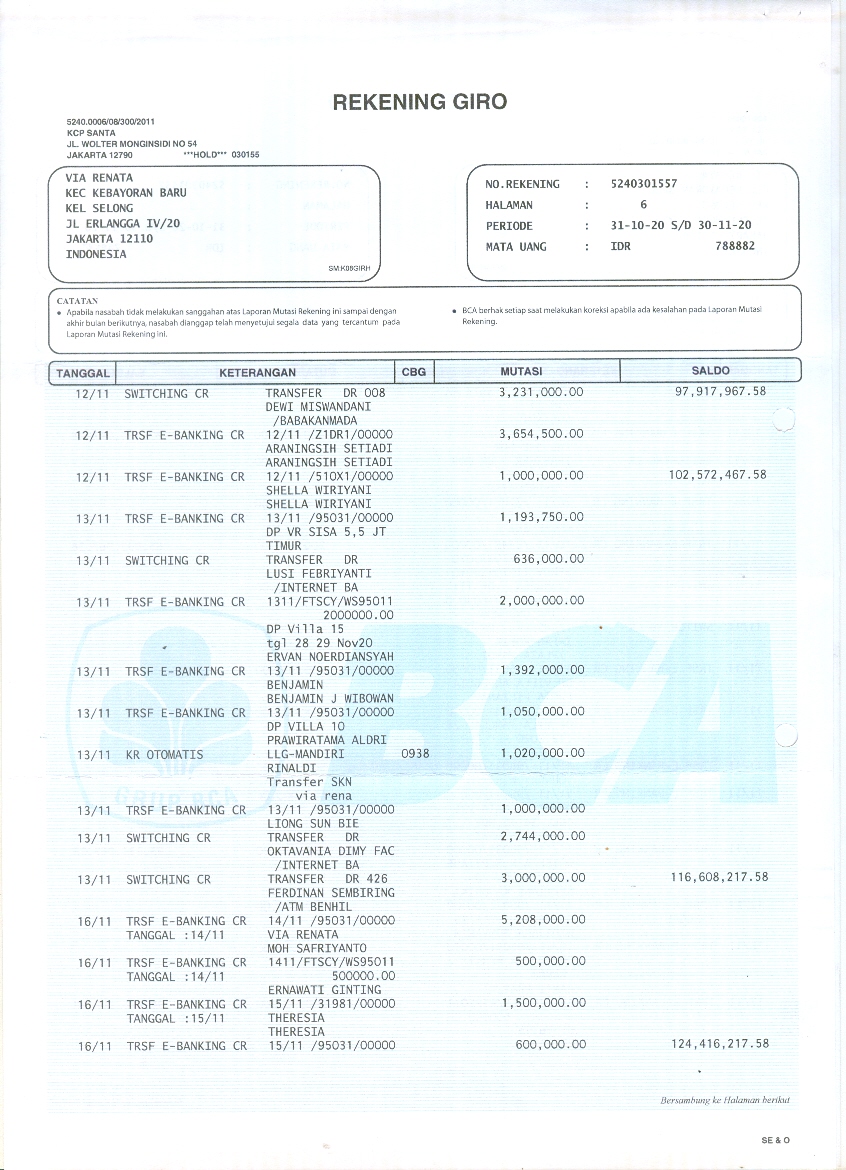 REKENING GIRO
5240.0006/08/300/2011
KCP SANTA
JL. WOLTER MONGINSIDI NO 54
JAKARTA 12790 ***HOLD*** 030155
VIA RENATA
KEC KEBAYORAN BARU
KEL SELONG
JL ERLANGGA IV/20
JAKARTA 12110
INDONESIA
SM:K08GIRH
NO.REKENING : 5240301557
HALAMAN : 6
PERIODE : 31-10-20 S/D 30-11-20
MATA UANG : IDR 788882
CATATAN
• Apabila nasabah tidak melakukan sanggahan atas Laporan Mutasi Rekening ini sampai dengan
akhir bulan berikutnya, nasabah dianggap telah menyetujui segala data yang tercantum pada
Laporan Mutasi Rekening ini.
• BCA berhak setiap saat melakukan koreksi apabila ada kesalahan pada Laporan Mutasi
Rekening.
TANGGAL KETERANGAN CBG MUTASI SALDO
12/11 SWITCHING CR TRANSFER DR 008 3,231,000.00 97,917,967.58
DEWI MISWANDANI
/BABAKANMADA
12/11 TRSF E-BANKING CR 12/11 /Z1DR1/00000 3,654,500.00
ARANINGSIH SETIADI
ARANINGSIH SETIADI
12/11 TRSF E-BANKING CR 12/11 /510X1/00000 1,000,000.00 102,572,467.58
SHELLA WIRIYANI
SHELLA WIRIYANI
13/11 TRSF E-BANKING CR 13/11 /95031/00000 1,193,750.00
DP VR SISA 5,5 JT
TIMUR
13/11 SWITCHING CR TRANSFER DR 636,000.00
LUSI FEBRIYANTI
/INTERNET BA
13/11 TRSF E-BANKING CR 1311/FTSCY/WS95011 2,000,000.00
2000000.00
DP Villa 15
tgl 28 29 Nov20
ERVAN NOERDIANSYAH
13/11 TRSF E-BANKING CR 13/11 /95031/00000 1,392,000.00
BENJAMIN
BENJAMIN J WIBOWAN
13/11 TRSF E-BANKING CR 13/11 /95031/00000 1,050,000.00
DP VILLA 10
PRAWIRATAMA ALDRI
13/11 KR OTOMATIS LLG-MANDIRI 0938 1,020,000.00
RINALDI
Transfer SKN
via rena
13/11 TRSF E-BANKING CR 13/11 /95031/00000 1,000,000.00
LIONG SUN BIE
13/11 SWITCHING CR TRANSFER DR 2,744,000.00
OKTAVANIA DIMY FAC
/INTERNET BA
13/11 SWITCHING CR TRANSFER DR 426 3,000,000.00 116,608,217.58
FERDINAN SEMBIRING
/ATM BENHIL
16/11 TRSF E-BANKING CR 14/11 /95031/00000 5,208,000.00
TANGGAL :14/11 VIA RENATA
MOH SAFRIYANTO
16/11 TRSF E-BANKING CR 1411/FTSCY/WS95011 500,000.00
TANGGAL :14/11 500000.00
ERNAWATI GINTING
16/11 TRSF E-BANKING CR 15/11 /31981/00000 1,500,000.00
TANGGAL :15/11 THERESIA
THERESIA
16/11 TRSF E-BANKING CR 15/11 /95031/00000 600,000.00 124,416,217.58
BCA
Bersambung ke Halaman berikut
SE & O